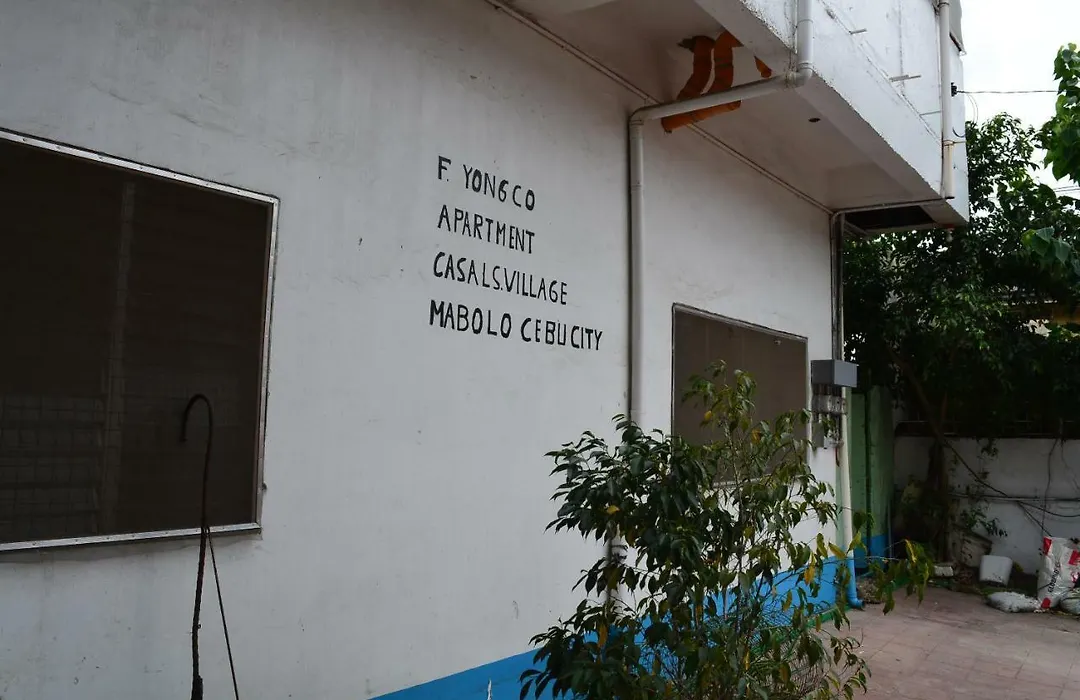 F. YONGCO
APARTMENT
CASALS.VILLAGE
MABOLO CEBU CITY